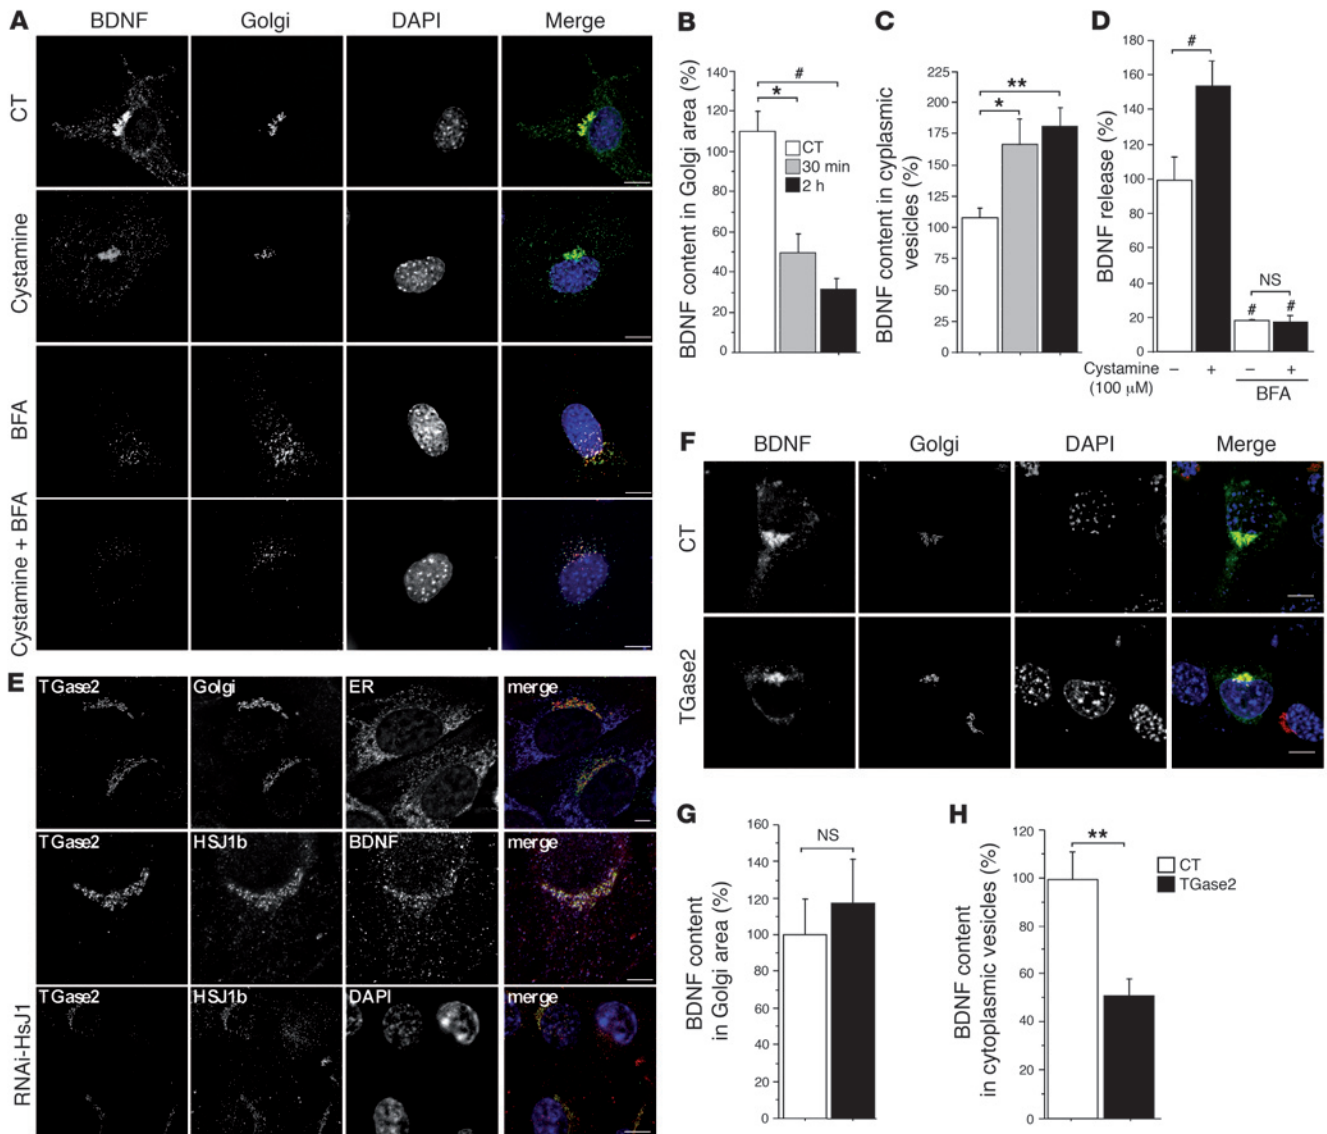 A
BDNF Golgi DAPI Merge
CT
Cystamine
BFA
Cystamine + BFA
B
BDNF content in Golgi area (%)
140
120
100
80
60
40
20
0
#
*
CT
30 min
2 h
C
BDNF content in cyplasmic
vesicles (%)
225
200
175
150
125
100
75
50
25
0
**
*
D
BDNF release (%)
180
160
140
120
100
80
60
40
20
0
#
NS
# #
Cystamine
(100 μM)
– + – +
BFA
E
TGase2 Golgi ER merge
TGase2 HSJ1b BDNF merge
RNAi-HsJ1
TGase2 HSJ1b DAPI merge
F
BDNF Golgi DAPI Merge
CT
TGase2
G
BDNF content
in Golgi area (%)
160
140
120
100
80
60
40
20
0
NS
H
BDNF content
in cytoplasmic vesicles (%)
120
100
80
60
40
20
0
**
CT
TGase2